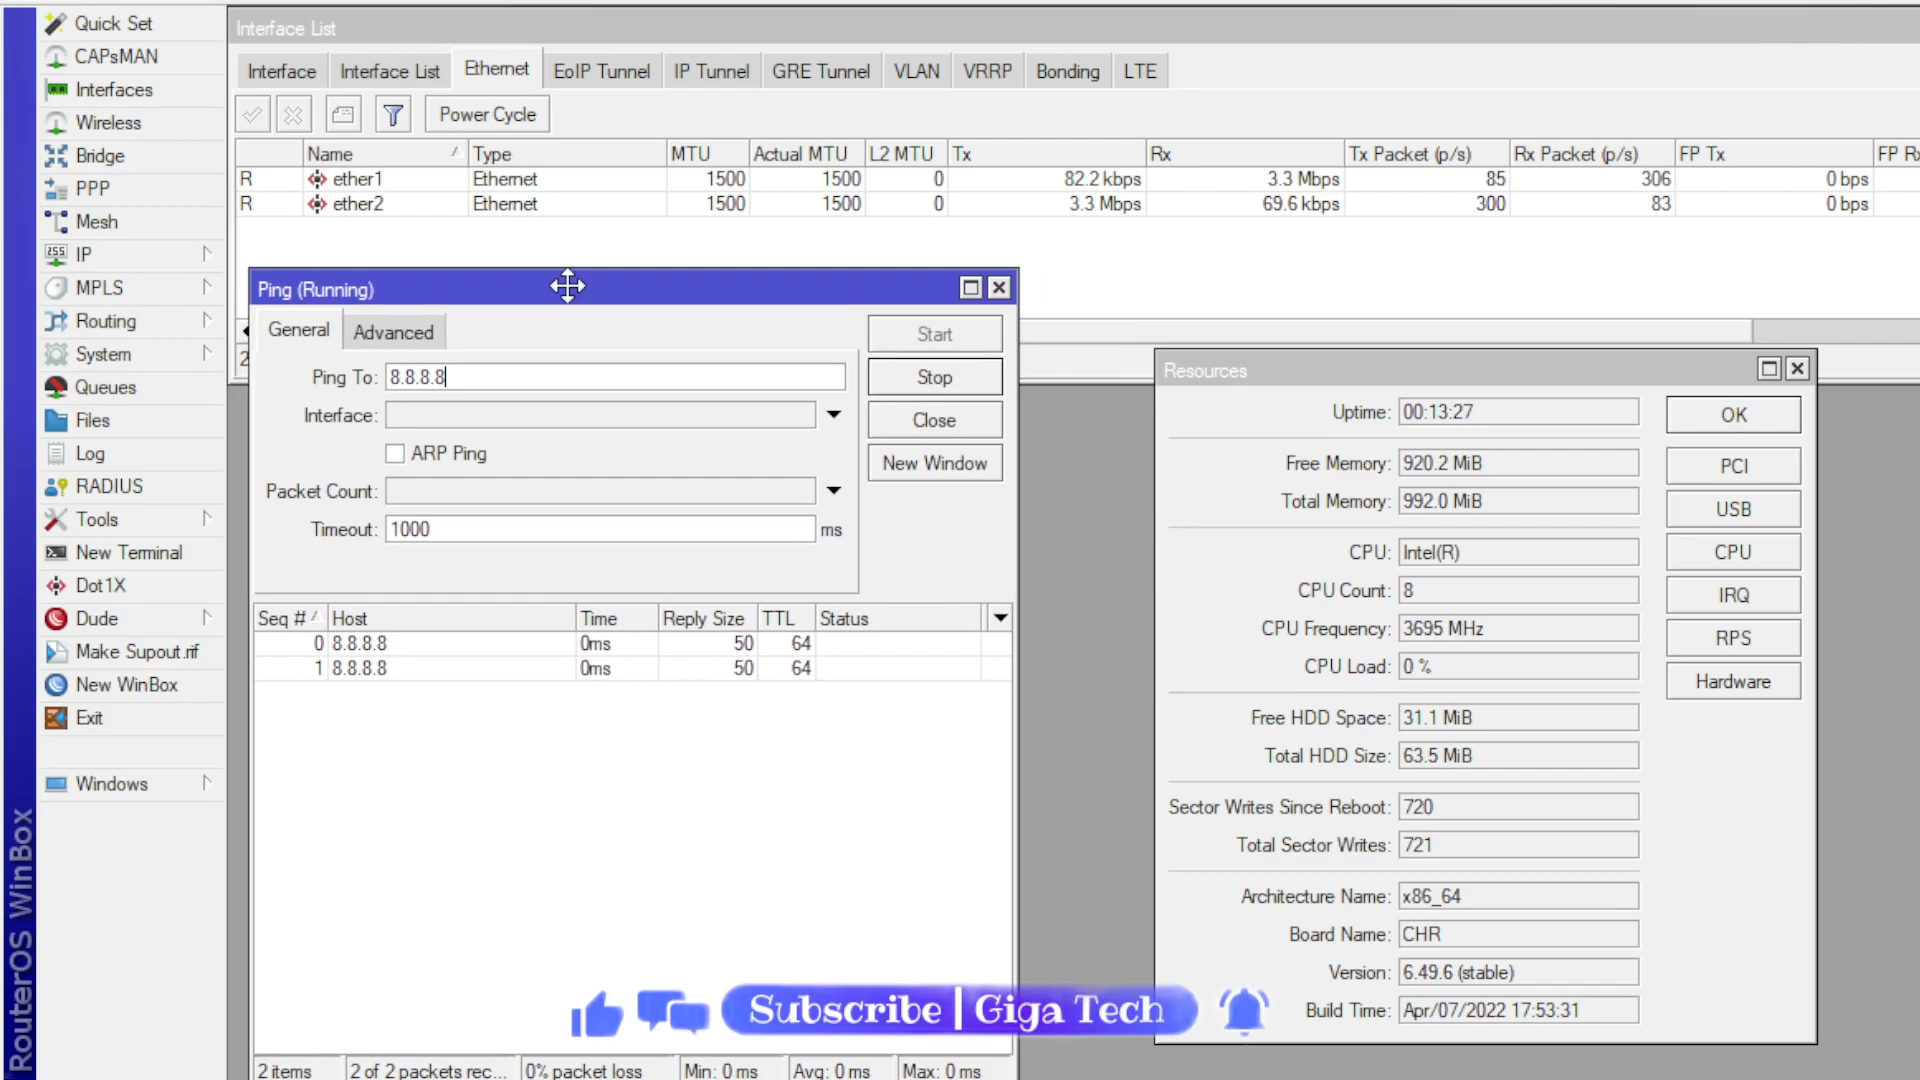 Quick Set
CAPsMAN
Interfaces
Wireless
Bridge
PPP
Mesh
IP
MPLS
Routing
System
Queues
Files
Log
RADIUS
Tools
New Terminal
Dot1X
Dude
Make Supout.rif
New WinBox
Exit
Windows
RouterOS WinBox
Interface List
Interface Interface List Ethernet EoIP Tunnel IP Tunnel GRE Tunnel VLAN VRRP Bonding LTE
Power Cycle
Name Type MTU Actual MTU L2 MTU Tx Rx Tx Packet (p/s) Rx Packet (p/s) FP Tx FP Rx
R ether1 Ethernet 1500 1500 0 82.2 kbps 3.3 Mbps 85 306 0 bps
R ether2 Ethernet 1500 1500 0 3.3 Mbps 69.6 kbps 300 83 0 bps
2
Ping (Running)
General Advanced
Ping To: 8.8.8.8
Interface:
ARP Ping
Packet Count:
Timeout: 1000 ms
Start
Stop
Close
New Window
Seq # Host Time Reply Size TTL Status
0 8.8.8.8 0ms 50 64
1 8.8.8.8 0ms 50 64
2 items 2 of 2 packets rec... 0% packet loss Min: 0 ms Avg: 0 ms Max: 0 ms
Resources
Uptime: 00:13:27
Free Memory: 920.2 MiB
Total Memory: 992.0 MiB
CPU: Intel(R)
CPU Count: 8
CPU Frequency: 3695 MHz
CPU Load: 0 %
Free HDD Space: 31.1 MiB
Total HDD Size: 63.5 MiB
Sector Writes Since Reboot: 720
Total Sector Writes: 721
Architecture Name: x86_64
Board Name: CHR
Version: 6.49.6 (stable)
Build Time: Apr/07/2022 17:53:31
OK
PCI
USB
CPU
IRQ
RPS
Hardware
Subscribe | Giga Tech